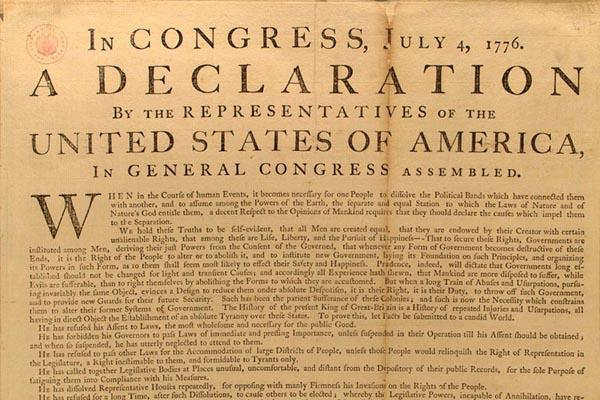 IN CONGRESS, JULY 4, 1776.
A DECLARATION
BY THE REPRESENTATIVES OF THE
UNITED STATES OF AMERICA,
IN GENERAL CONGRESS ASSEMBLED.
WHEN in the Course of human Events, it becomes necessary for one People to dissolve the Political Bands which have connected them
with another, and to assume among the Powers of the Earth, the separate and equal Station to which the Laws of Nature and of
Nature's God entitle them, a decent Respect to the Opinions of Mankind requires that they should declare the causes which impel them
to the Separation.
We hold these Truths to be self-evident, that all Men are created equal, that they are endowed by their Creator with certain
unalienable Rights, that among these are Life, Liberty, and the Pursuit of Happiness--That to secure these Rights, Governments are
instituted among Men, deriving their just Powers from the Consent of the Governed, that whenever any Form of Government becomes destructive of these
Ends, it is the Right of the People to alter or to abolish it, and to institute new Government, laying its Foundation on such Principles, and organizing
its Powers in such Form, as to them shall seem most likely to effect their Safety and Happiness. Prudence, indeed, will dictate that Governments long es-
tablished should not be changed for light and transient Causes; and accordingly all Experience hath shewn, that Mankind are more disposed to suffer, while
Evils are sufferable, than to right themselves by abolishing the Forms to which they are accustomed. But when a long Train of Abuses and Usurpations, pursu-
ing invariably the same Object, evinces a Design to reduce them under absolute Despotism, it is their Right, it is their Duty, to throw off such Government,
and to provide new Guards for their future Security. Such has been the patient Sufferance of these Colonies; and such is now the Necessity which constrains
them to alter their former Systems of Government. The History of the present King of Great-Britain is a History of repeated Injuries and Usurpations, all
having in direct Object the Establishment of an absolute Tyranny over these States. To prove this, let Facts be submitted to a candid World.
He has refused his Assent to Laws, the most wholesome and necessary for the public Good.
He has forbidden his Governors to pass Laws of immediate and pressing Importance, unless suspended in their Operation till his Assent should be obtained;
and when so suspended, he has utterly neglected to attend to them.
He has refused to pass other Laws for the Accommodation of large Districts of People, unless those People would relinquish the Right of Representation in
the Legislature, a Right inestimable to them, and formidable to Tyrants only.
He has called together Legislative Bodies at Places unusual, uncomfortable, and distant from the Depository of their public Records, for the sole Purpose of
fatiguing them into Compliance with his Measures.
He has dissolved Representative Houses repeatedly, for opposing with manly Firmness his Invasions on the Rights of the People.
He has refused for a long Time, after such Dissolutions, to cause others to be elected; whereby the Legislative Powers, incapable of Annihilation, have re-